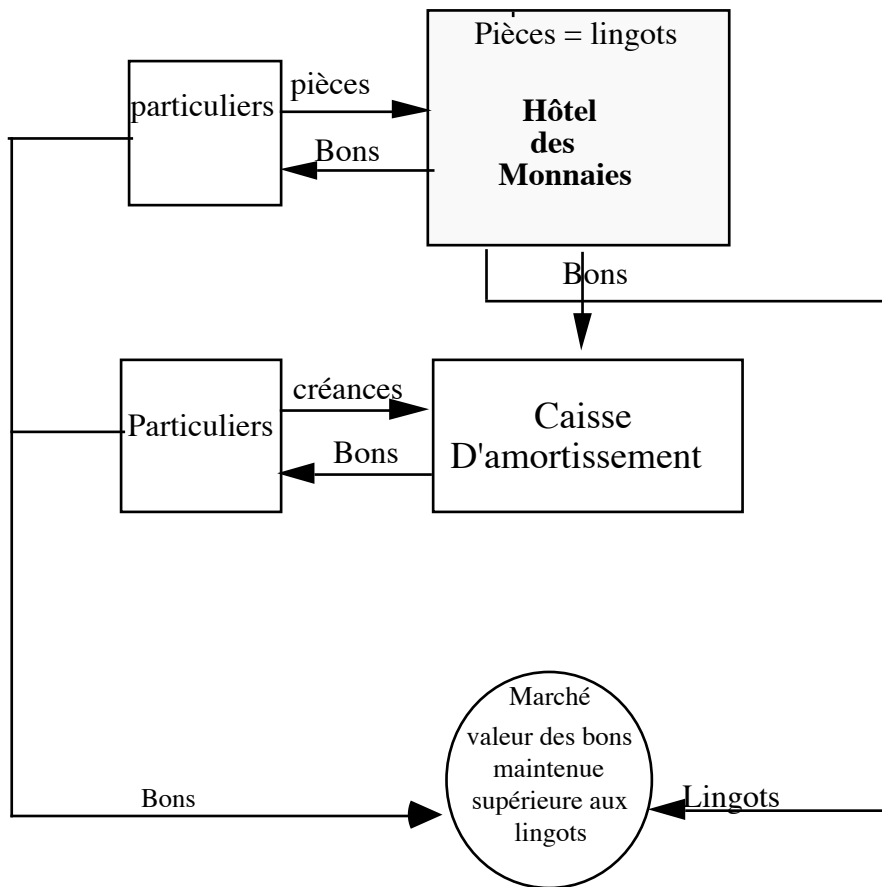 Pièces = lingots
particuliers
pièces
Bons
Hôtel
des
Monnaies
Bons
Particuliers
créances
Bons
Caisse
D'amortissement
Marché
valeur des bons
maintenue
supérieure aux
lingots
Bons
Lingots